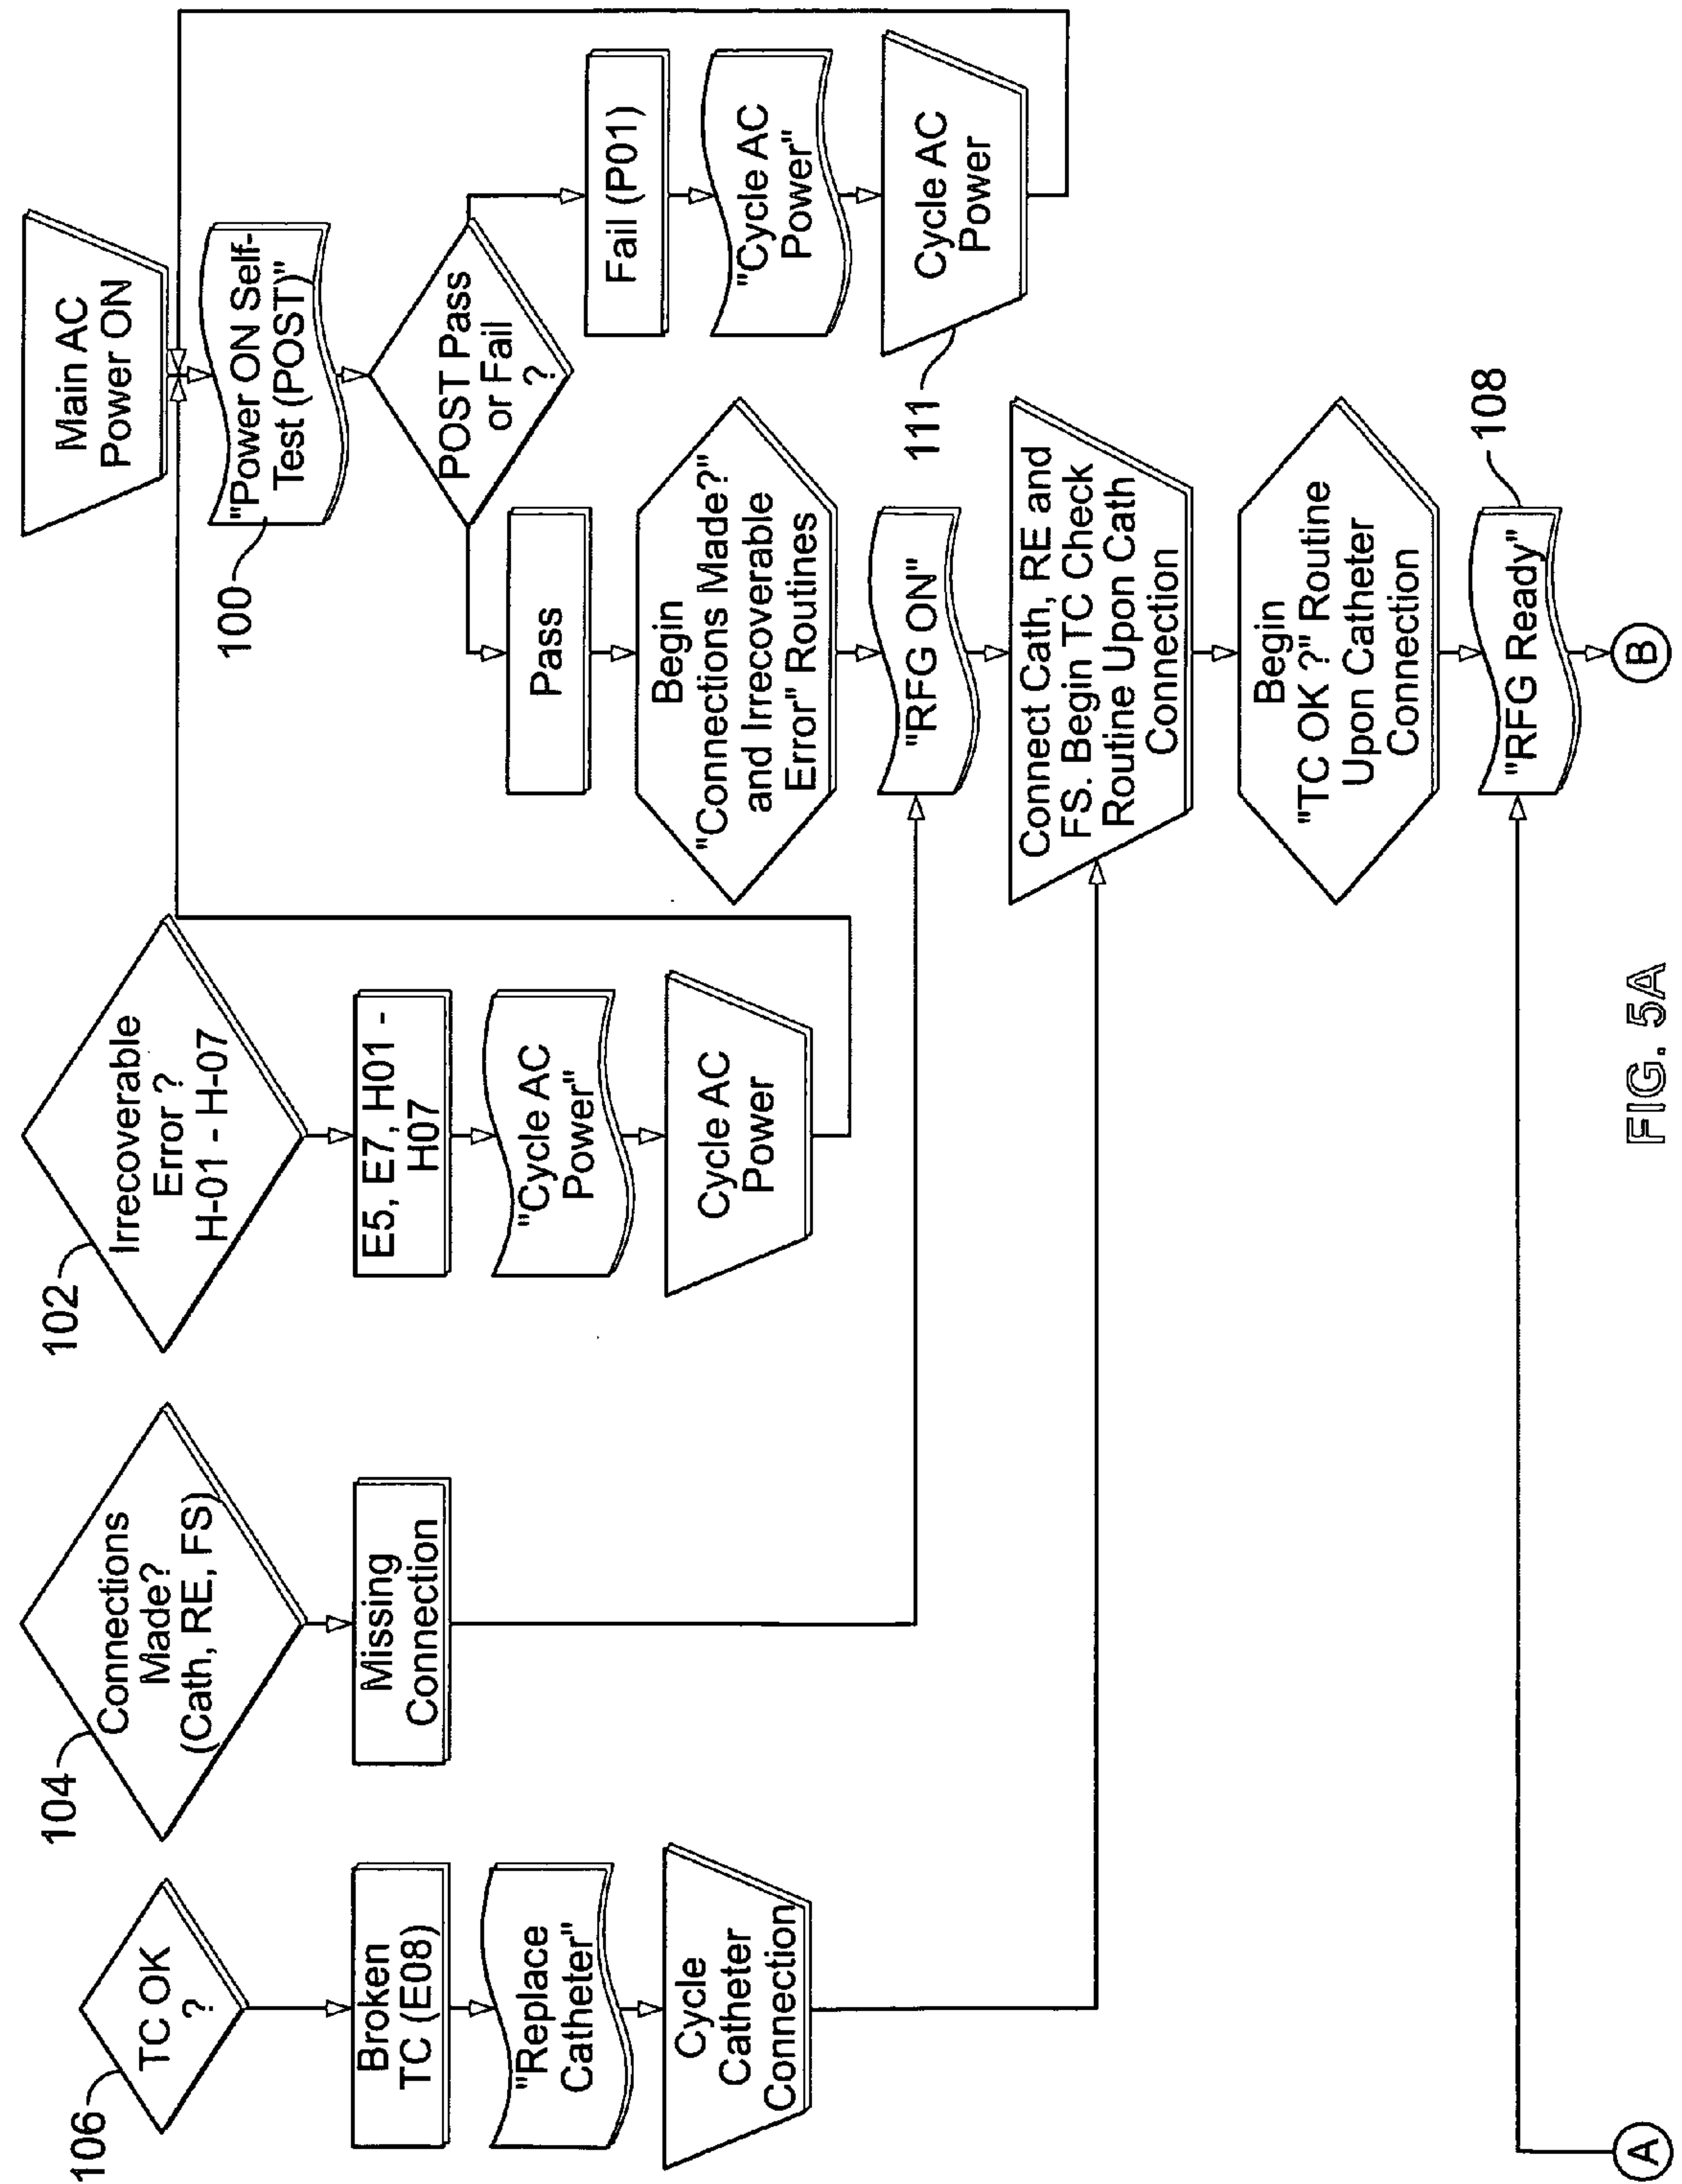 106
TC OK
?
Broken
TC (E08)
"Replace
Catheter"
Cycle
Catheter
Connection
104
Connections
Made?
(Cath, RE, FS)
Missing
Connection
102
Irrecoverable
Error ?
H-01 - H-07
E5, E7, H01 -
H07
"Cycle AC
Power"
Cycle AC
Power
Main AC
Power ON
100
"Power ON Self-
Test (POST)"
POST Pass
or Fail
?
Pass
Fail (P01)
"Cycle AC
Power"
Cycle AC
Power
111
Begin
"Connections Made?"
and Irrecoverable
Error" Routines
"RFG ON"
Connect Cath, RE and
FS. Begin TC Check
Routine Upon Cath
Connection
Begin
"TC OK ?" Routine
Upon Catheter
Connection
108
"RFG Ready"
A
B
FIG. 5A